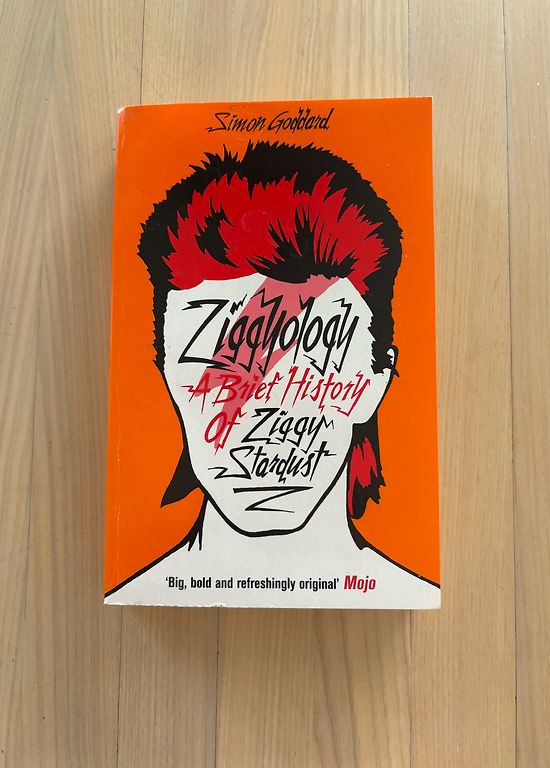 Simon Goddard.
Ziggyology
A Brief History
Of Ziggy
Stardust
'Big, bold and refreshingly original' Mojo